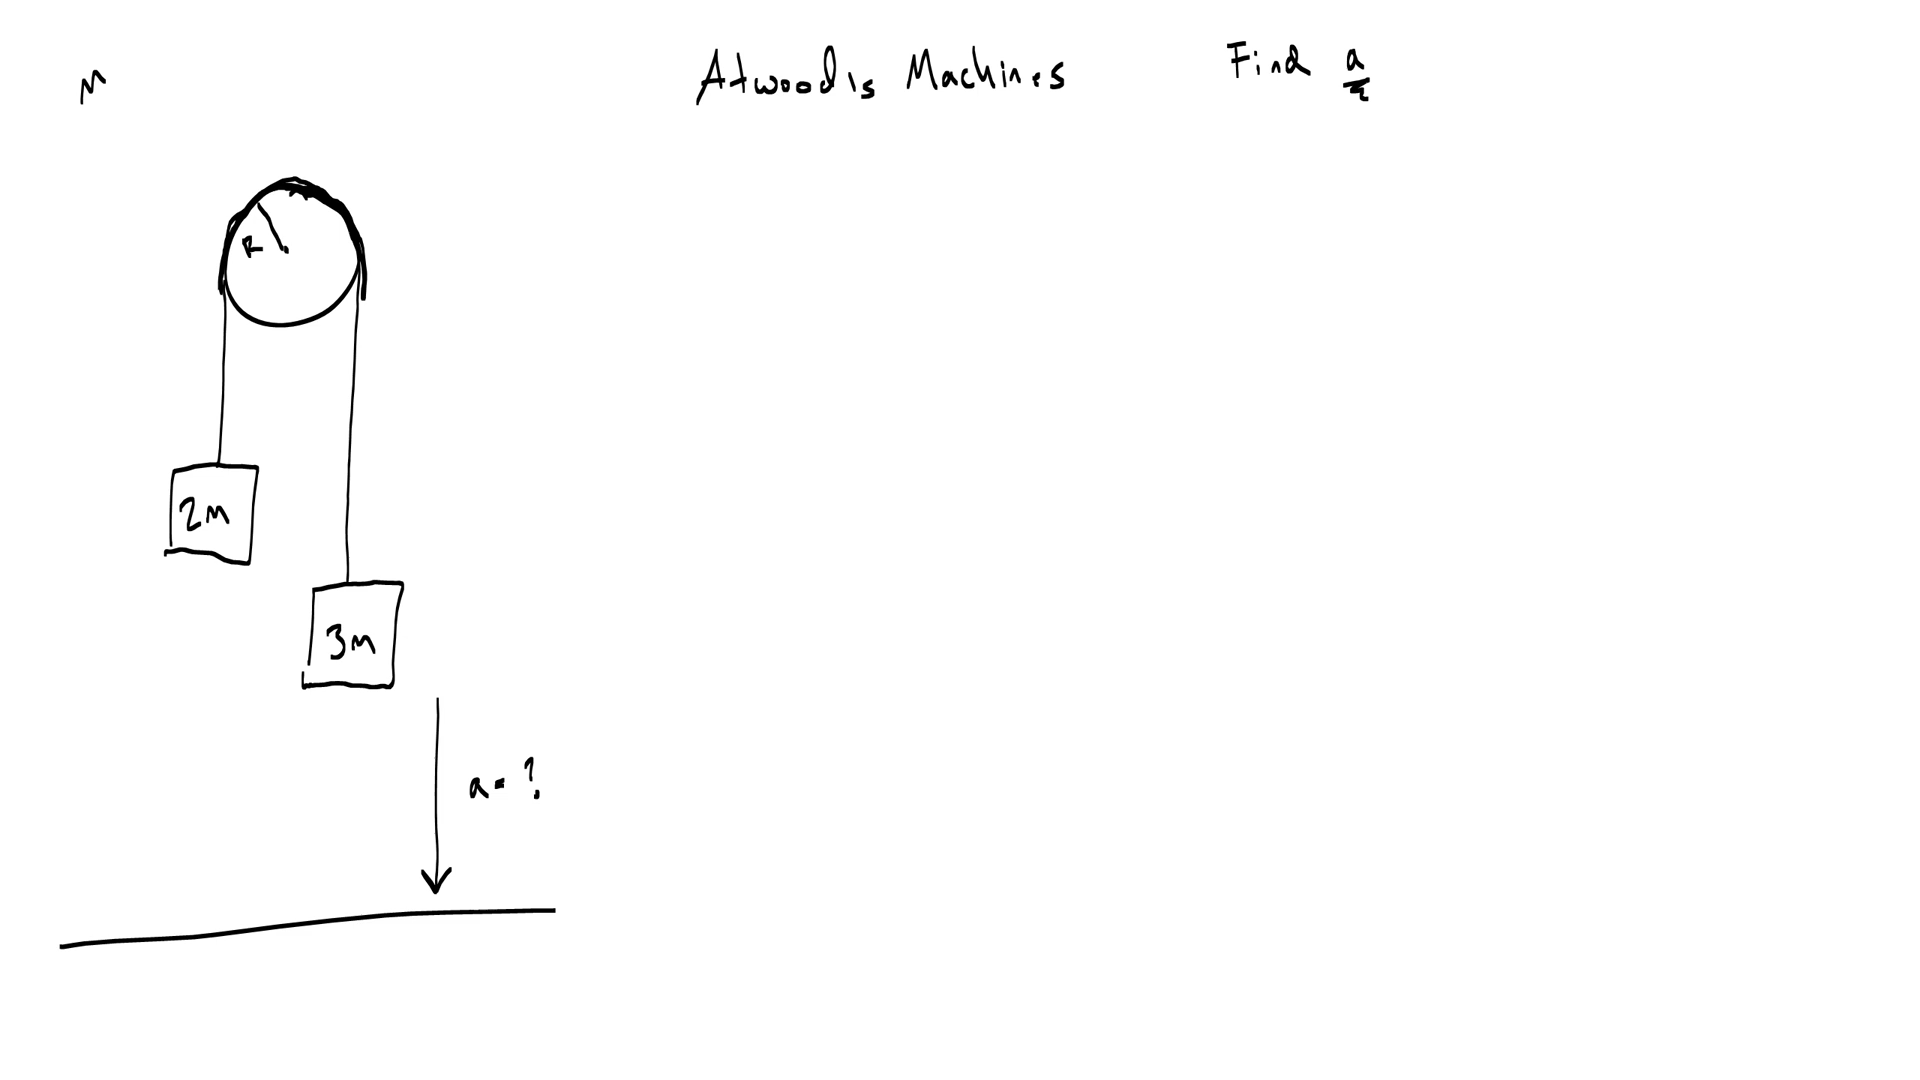 m
Atwood's Machines
Find a
R
2m
3m
a = ?